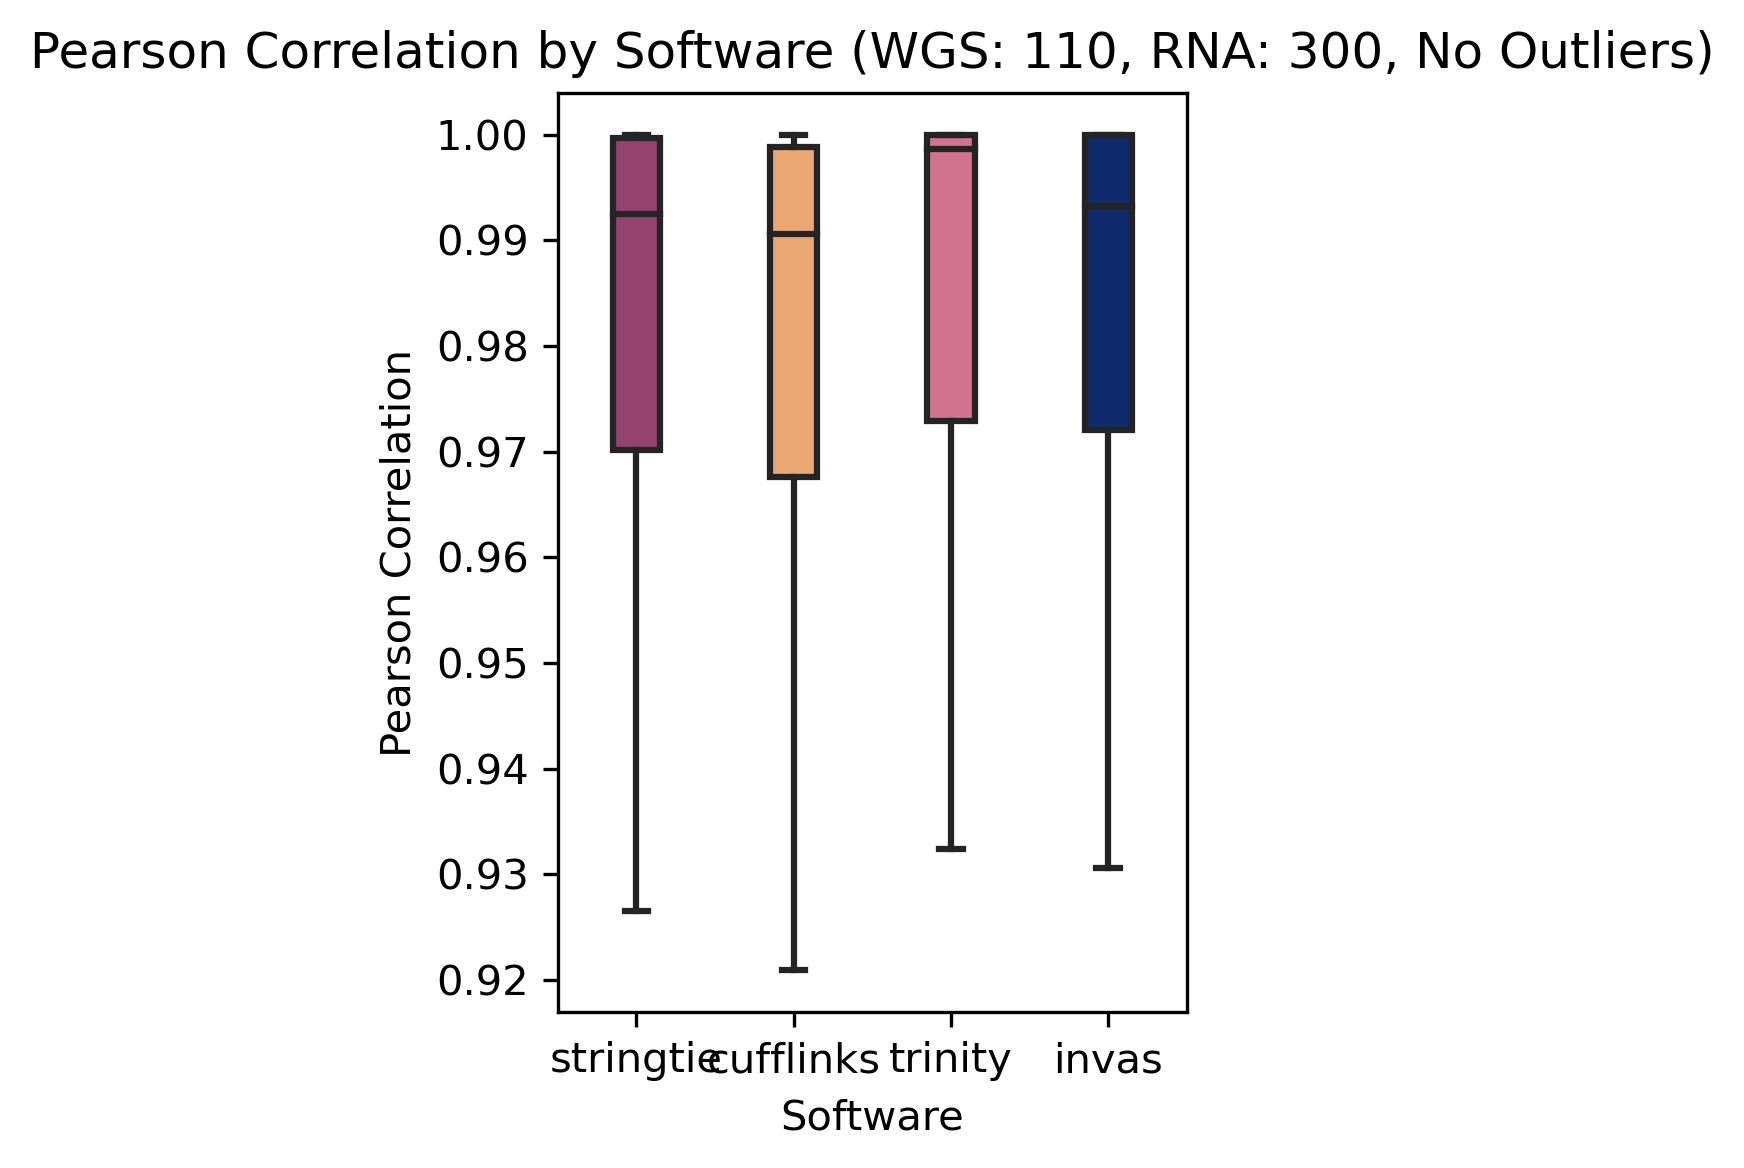 Pearson Correlation by Software (WGS: 110, RNA: 300, No Outliers)
Pearson Correlation
1.00
0.99
0.98
0.97
0.96
0.95
0.94
0.93
0.92
stringtie cufflinks trinity invas
Software